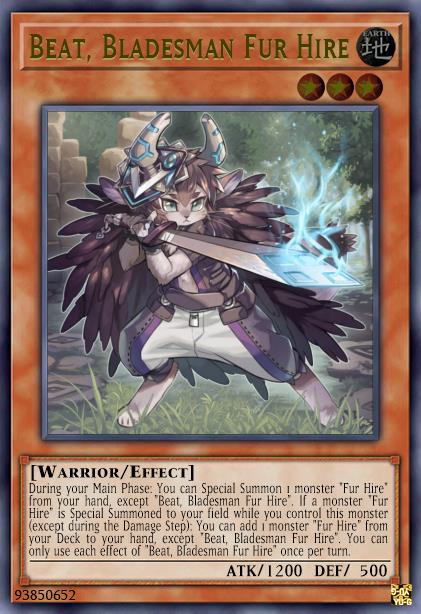 Beat, Bladesman Fur Hire
EARTH
地
[Warrior/Effect]
During your Main Phase: You can Special Summon 1 monster "Fur Hire"
from your hand, except "Beat, Bladesman Fur Hire". If a monster "Fur
Hire" is Special Summoned to your field while you control this monster
(except during the Damage Step): You can add 1 monster "Fur Hire" from
your Deck to your hand, except "Beat, Bladesman Fur Hire". You can
only use each effect of "Beat, Bladesman Fur Hire" once per turn.
ATK/1200 DEF/ 500
93850652